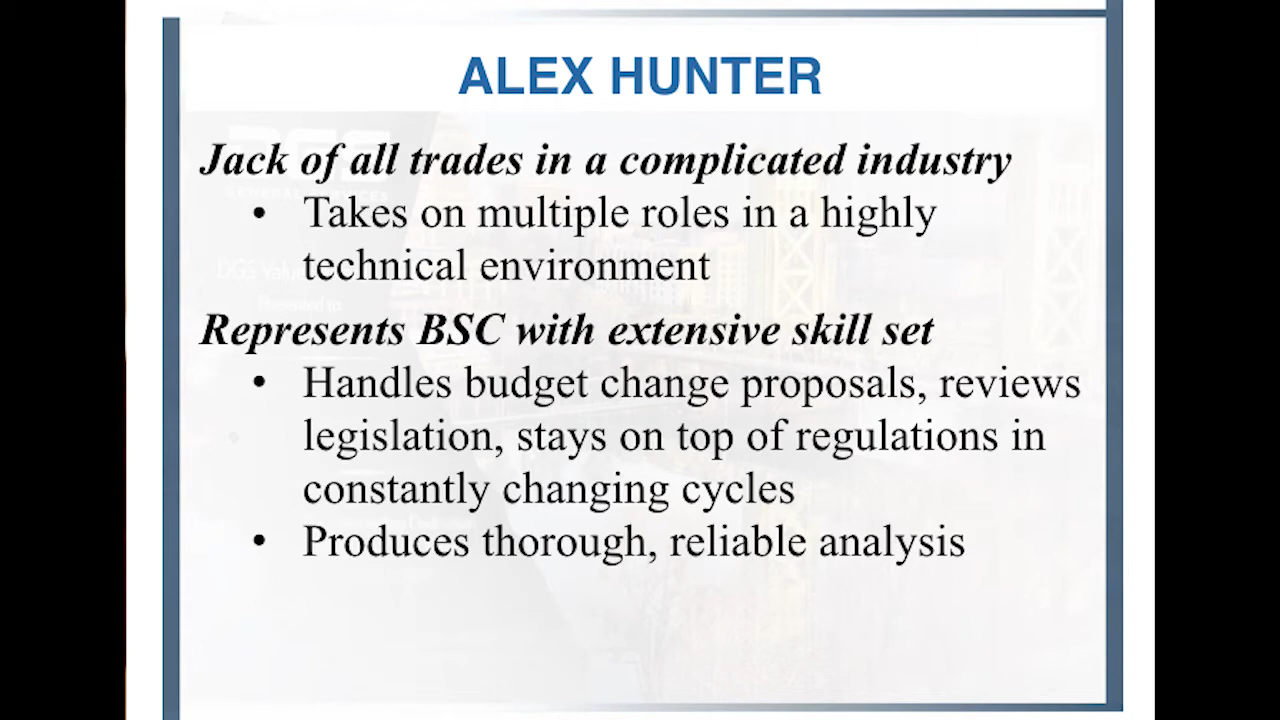 ALEX HUNTER
Jack of all trades in a complicated industry
• Takes on multiple roles in a highly
technical environment
Represents BSC with extensive skill set
• Handles budget change proposals, reviews
legislation, stays on top of regulations in
constantly changing cycles
• Produces thorough, reliable analysis